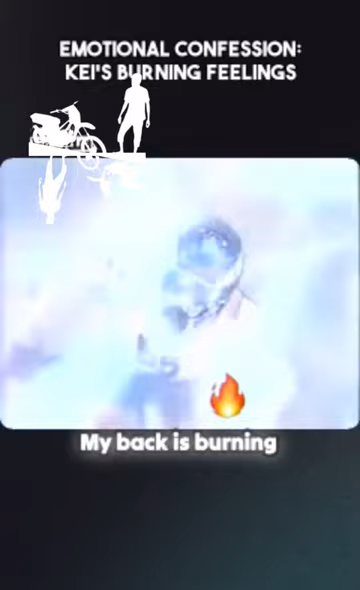 EMOTIONAL CONFESSION:
KEI'S BURNING FEELINGS
My back is burning